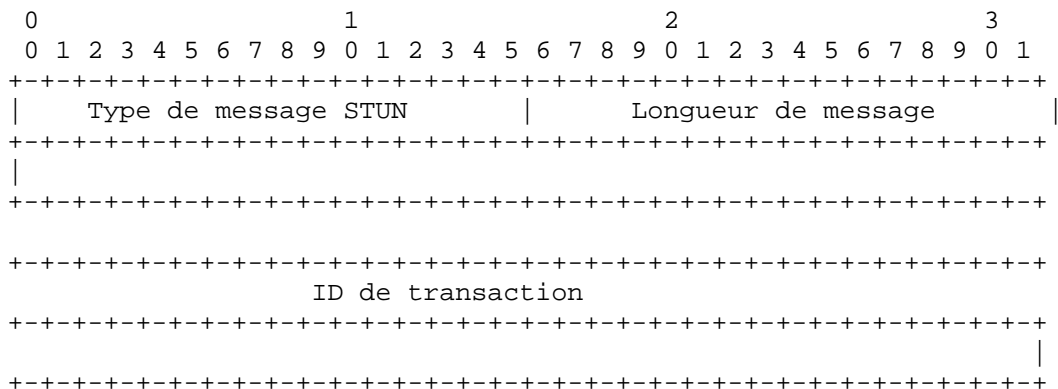 0                   1                   2                   3
 0 1 2 3 4 5 6 7 8 9 0 1 2 3 4 5 6 7 8 9 0 1 2 3 4 5 6 7 8 9 0 1
+-+-+-+-+-+-+-+-+-+-+-+-+-+-+-+-+-+-+-+-+-+-+-+-+-+-+-+-+-+-+-+-+
|    Type de message STUN       |      Longueur de message       |
+-+-+-+-+-+-+-+-+-+-+-+-+-+-+-+-+-+-+-+-+-+-+-+-+-+-+-+-+-+-+-+-+
|
+-+-+-+-+-+-+-+-+-+-+-+-+-+-+-+-+-+-+-+-+-+-+-+-+-+-+-+-+-+-+-+-+

+-+-+-+-+-+-+-+-+-+-+-+-+-+-+-+-+-+-+-+-+-+-+-+-+-+-+-+-+-+-+-+-+
                   ID de transaction
+-+-+-+-+-+-+-+-+-+-+-+-+-+-+-+-+-+-+-+-+-+-+-+-+-+-+-+-+-+-+-+-+
                                                                |
+-+-+-+-+-+-+-+-+-+-+-+-+-+-+-+-+-+-+-+-+-+-+-+-+-+-+-+-+-+-+-+-+